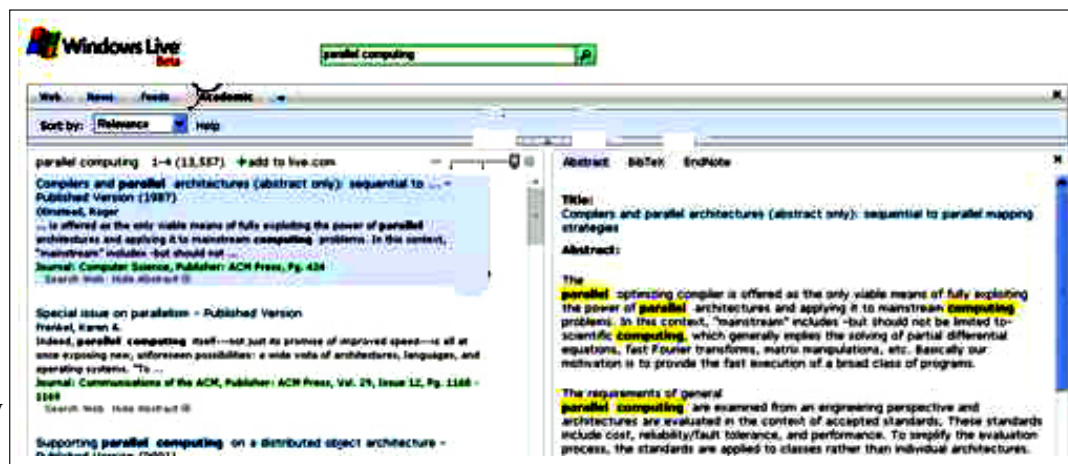 Windows Live
Beta
parallel computing
Web News Feeds Academic
Sort by: Relevance Help
parallel computing 1-4 (13,557) +add to live.com
Compilers and parallel architectures (abstract only): sequential to ... -
Published Version (1987)
Olmstead, Roger
... is offered as the only viable means of fully exploiting the power of parallel
architectures and applying it to mainstream computing problems. In this context,
"mainstream" includes -but should not ...
Journal: Computer Science, Publisher: ACM Press, Pg. 424
Search Web Hide Abstract
Special issue on parallelism - Published Version
Frenkel, Karen A.
Indeed, parallel computing itself—not just its promise of improved speed—is all at
once exposing new, unforeseen possibilities: a wide vista of architectures, languages, and
operating systems. "To ...
Journal: Communications of the ACM, Publisher: ACM Press, Vol. 29, Issue 12, Pg. 1168 -
1169
Search Web Hide Abstract
Supporting parallel computing on a distributed object architecture -
Published Version (2001)
Abstract BibTeX EndNote
Title:
Compilers and parallel architectures (abstract only): sequential to parallel mapping
strategies
Abstract:
The
parallel optimizing compiler is offered as the only viable means of fully exploiting
the power of parallel architectures and applying it to mainstream computing
problems. In this context, "mainstream" includes -but should not be limited to-
scientific computing, which generally implies the solving of partial differential
equations, fast Fourier transforms, matrix manipulations, etc. Basically our
motivation is to provide the fast execution of a broad class of programs.
The requirements of general
parallel computing are examined from an engineering perspective and
architectures are evaluated in the context of accepted standards. These standards
include cost, reliability/fault tolerance, and performance. To simplify the evaluation
process, the standards are applied to classes rather than individual architectures.